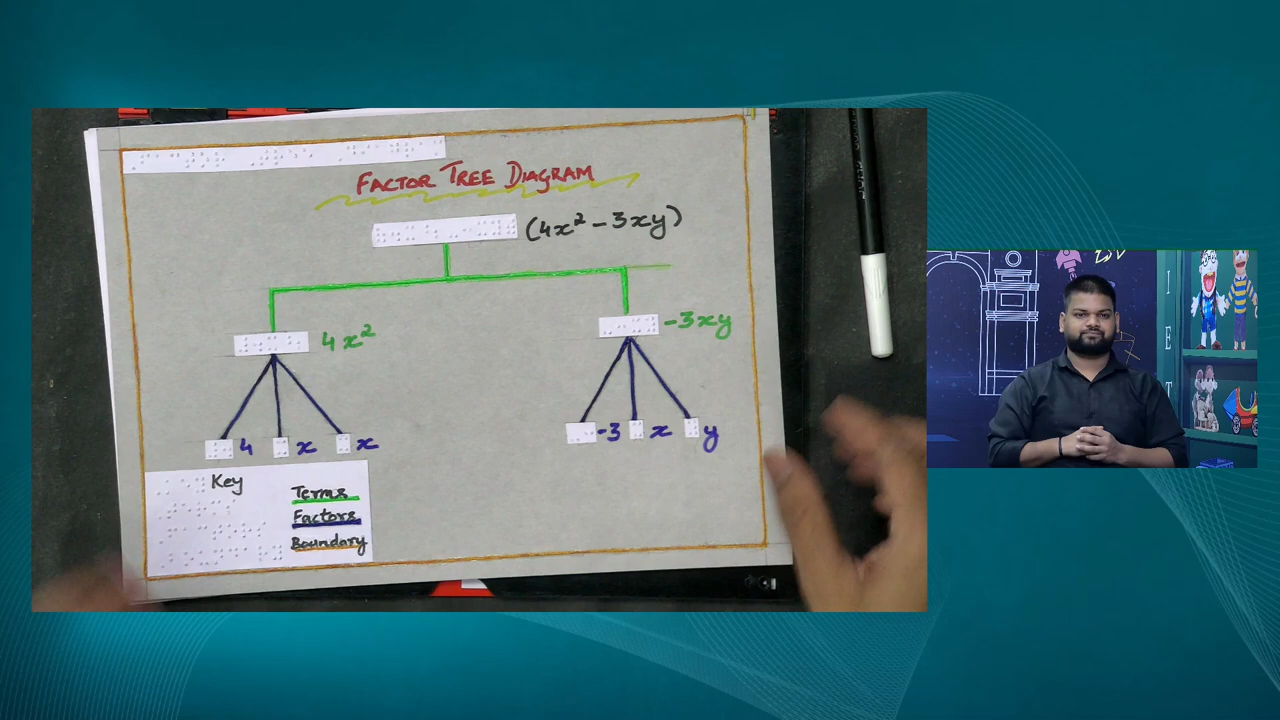 FACTOR TREE DIAGRAM
(4x² - 3xy)
4x²
-3xy
4 x x
-3 x y
Key
Terms
Factors
Boundary
I
E
T